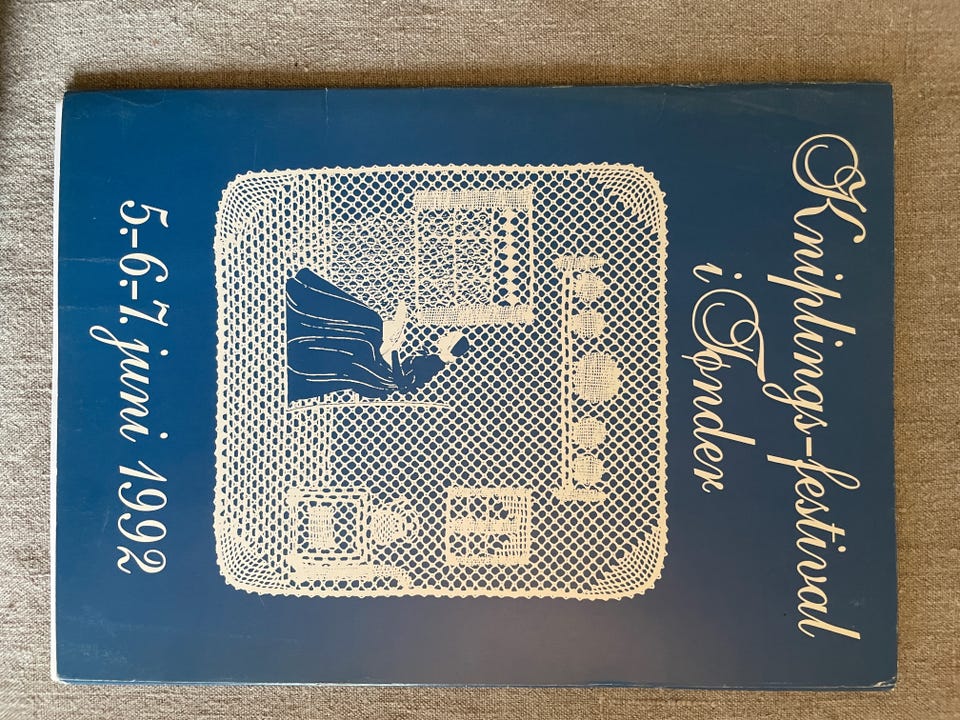 Kniplings-festival
i Tønder
5.-6.-7. juni 1992